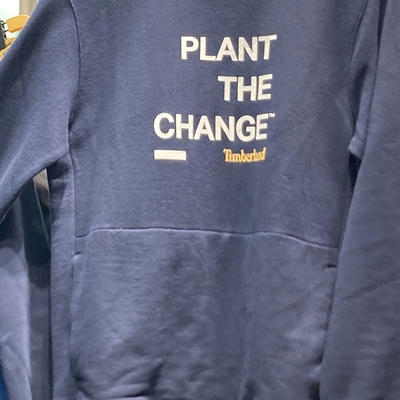 PLANT
THE
CHANGE™
Timberland